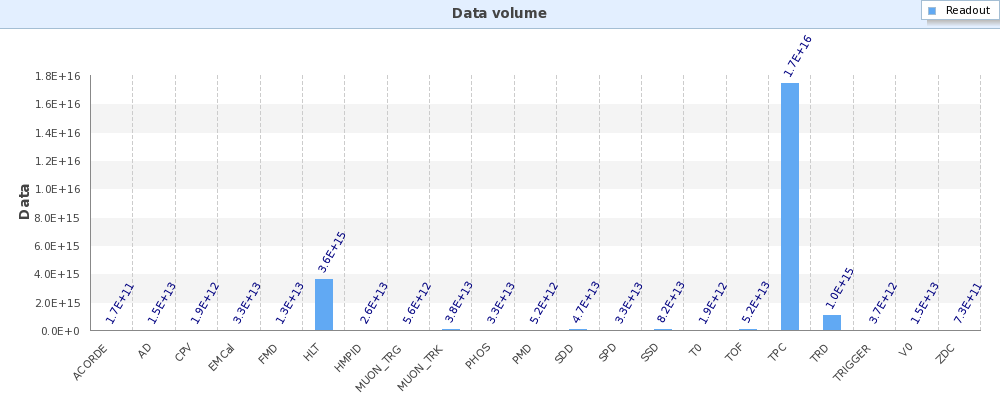 Data volume
Readout
Data
1.8E+16
1.6E+16
1.4E+16
1.2E+16
1.0E+16
8.0E+15
6.0E+15
4.0E+15
2.0E+15
0.0E+0
1.7E+11
1.5E+13
1.9E+12
3.3E+13
1.3E+13
3.6E+15
2.6E+13
5.6E+12
3.8E+13
3.3E+13
5.2E+12
4.7E+13
3.3E+13
8.2E+13
1.9E+12
5.2E+13
1.7E+16
1.0E+15
3.7E+12
1.5E+13
7.3E+11
ACORDE
AD
CPV
EMCal
FMD
HLT
HMPID
MUON_TRG
MUON_TRK
PHOS
PMD
SDD
SPD
SSD
T0
TOF
TPC
TRD
TRIGGER
V0
ZDC